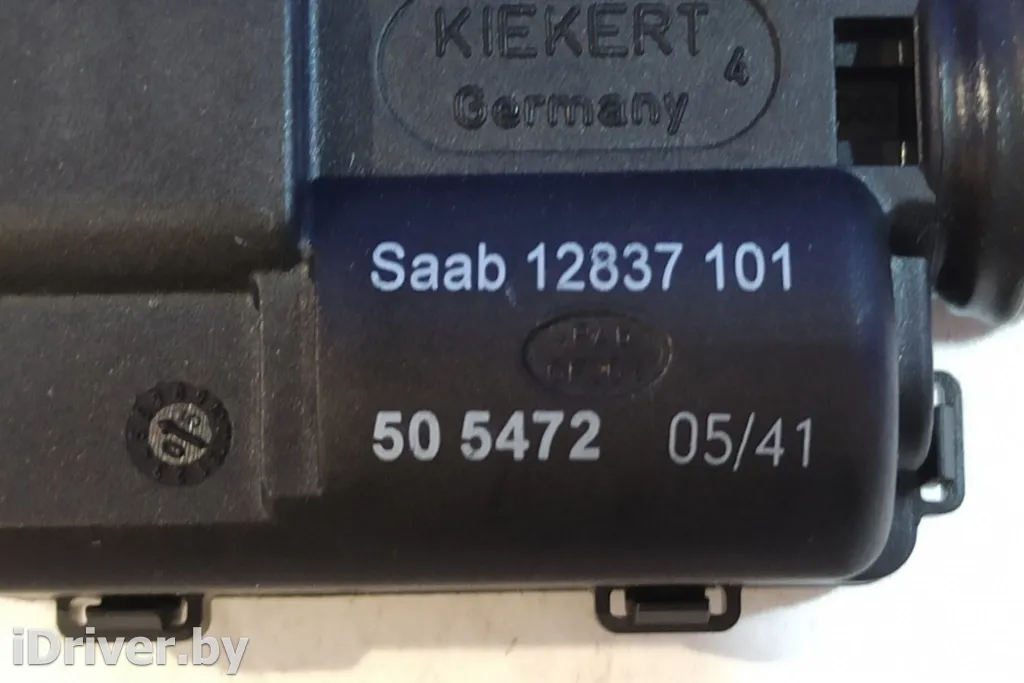 KIEKERT
4
Germany
Saab 12837 101
50 5472 05/41
iDriver.by